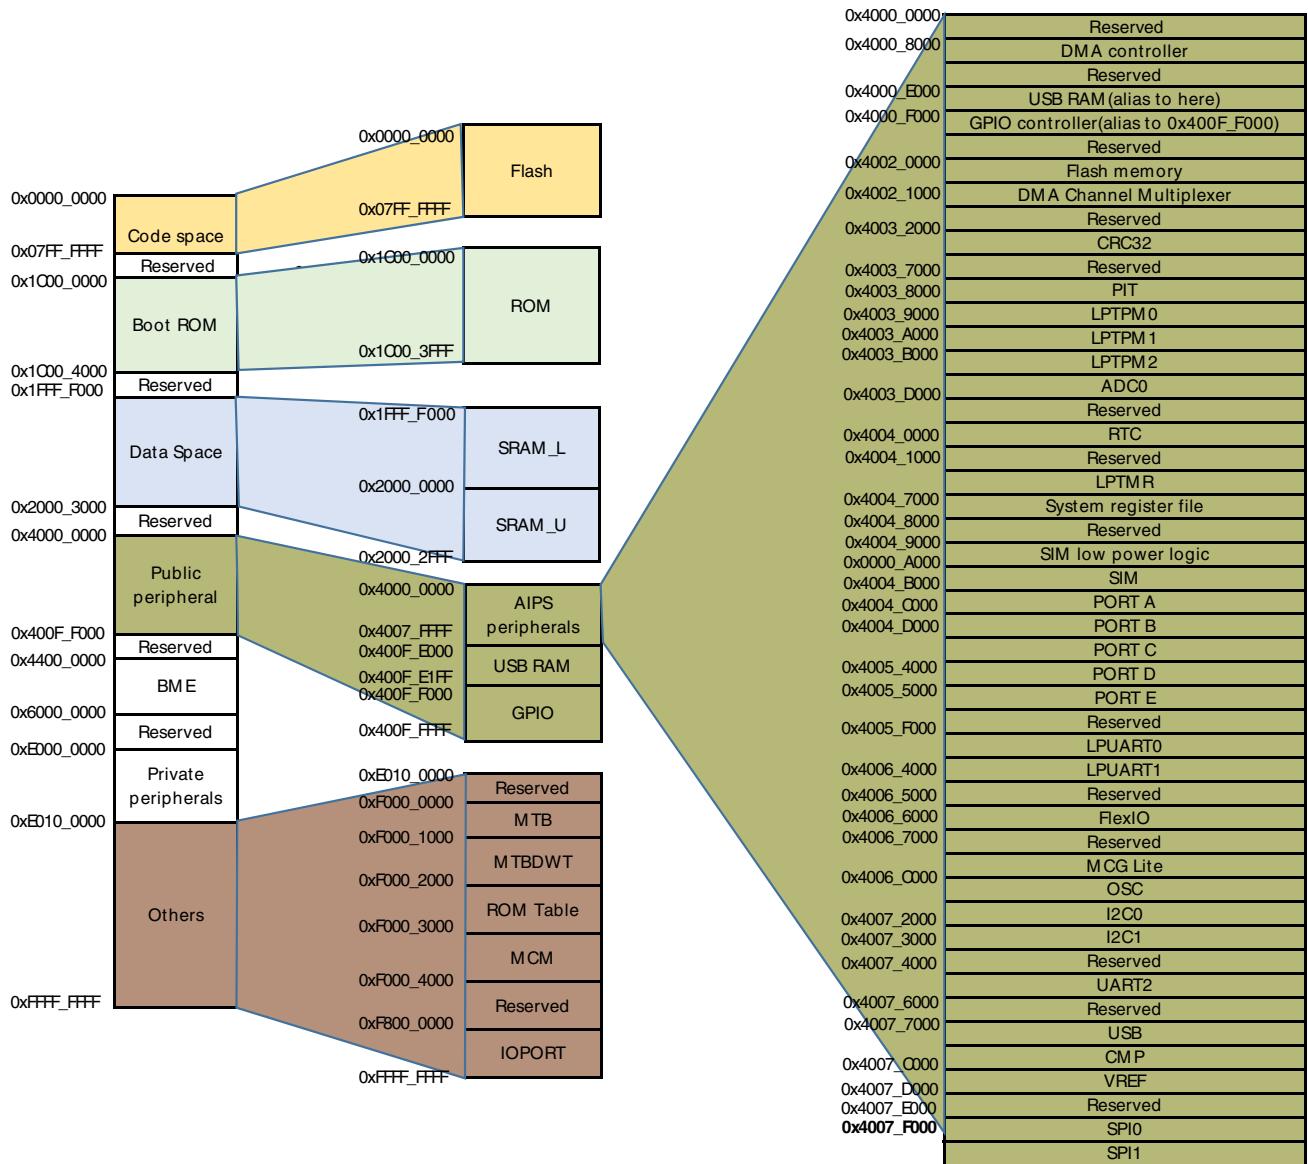 0x0000_0000
Code space
0x07FF_FFFF
Reserved
0x1C00_0000
Boot ROM
0x1C00_4000
Reserved
0x1FFF_F000
Data Space
0x2000_3000
Reserved
0x4000_0000
Public
peripheral
0x400F_F000
Reserved
0x4400_0000
BME
0x6000_0000
Reserved
0xE000_0000
Private
peripherals
0xE010_0000
Others
0xFFFF_FFFF
0x0000_0000
Flash
0x07FF_FFFF
0x1C00_0000
ROM
0x1C00_3FFF
0x1FFF_F000
SRAM_L
0x2000_0000
SRAM_U
0x2000_2FFF
0x4000_0000
AIPS
peripherals
0x4007_FFFF
0x400F_E000
USB RAM
0x400F_E1FF
0x400F_F000
GPIO
0x400F_FFFF
0xE010_0000
Reserved
0xF000_0000
MTB
0xF000_1000
MTBDWT
0xF000_2000
ROM Table
0xF000_3000
MCM
0xF000_4000
Reserved
0xF800_0000
IOPORT
0xFFFF_FFFF
0x4000_0000
Reserved
0x4000_8000
DMA controller
Reserved
0x4000_E000
USB RAM(alias to here)
0x4000_F000
GPIO controller(alias to 0x400F_F000)
Reserved
0x4002_0000
Flash memory
0x4002_1000
DMA Channel Multiplexer
Reserved
0x4003_2000
CRC32
Reserved
0x4003_7000
PIT
0x4003_8000
LPTPM0
0x4003_9000
LPTPM1
0x4003_A000
LPTPM2
0x4003_B000
ADC0
0x4003_D000
Reserved
RTC
0x4004_0000
Reserved
0x4004_1000
LPTMR
System register file
0x4004_7000
Reserved
0x4004_8000
SIM low power logic
0x4004_9000
SIM
0x0000_A000
PORT A
0x4004_B000
PORT B
0x4004_C000
PORT C
0x4004_D000
PORT D
0x4005_4000
PORT E
0x4005_5000
Reserved
0x4005_F000
LPUART0
LPUART1
0x4006_4000
Reserved
0x4006_5000
FlexIO
0x4006_6000
Reserved
0x4006_7000
MCG Lite
0x4006_C000
OSC
I2C0
0x4007_2000
I2C1
0x4007_3000
Reserved
0x4007_4000
UART2
Reserved
0x4007_6000
USB
0x4007_7000
CMP
0x4007_C000
VREF
0x4007_D000
Reserved
0x4007_E000
SPI0
0x4007_F000
SPI1